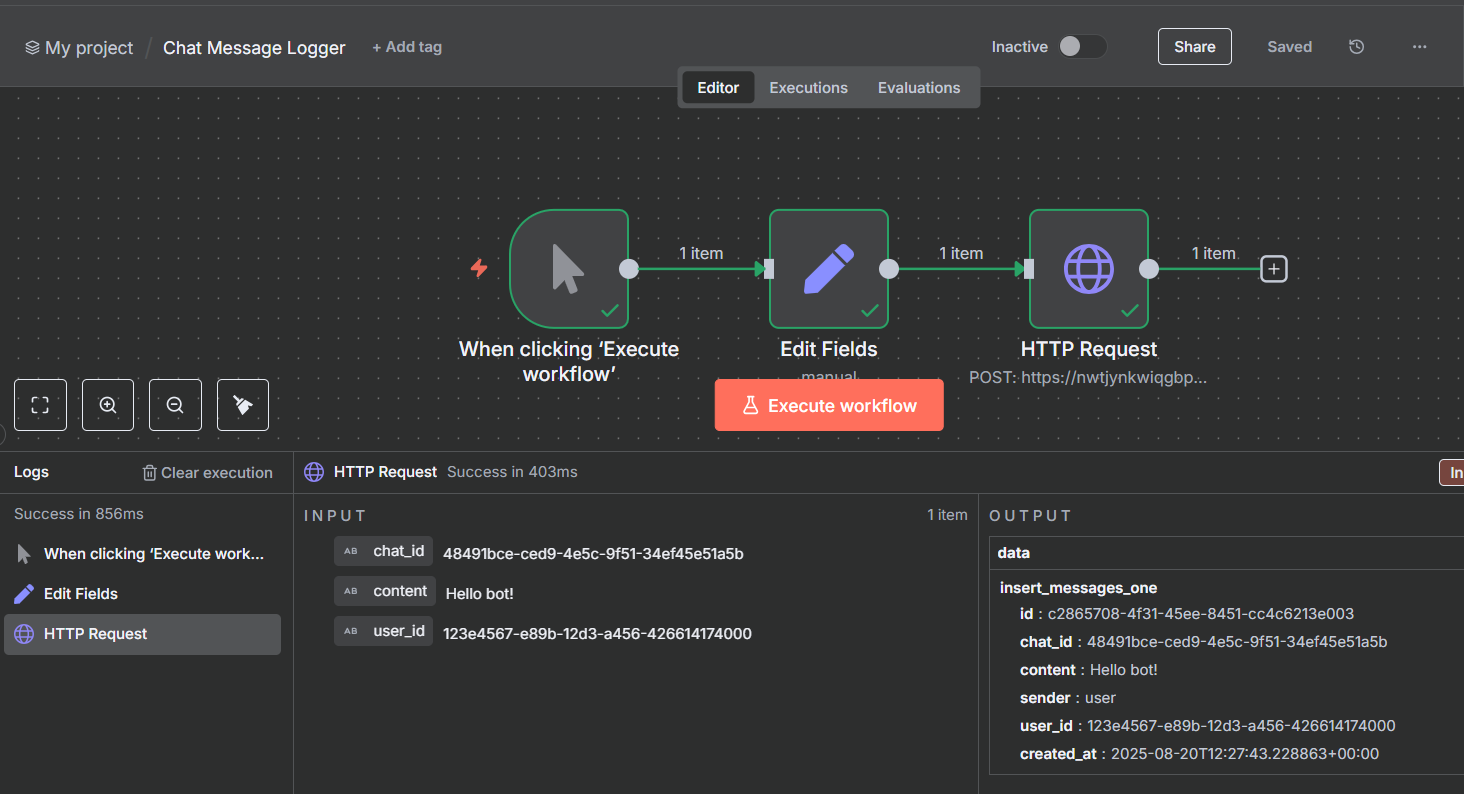 My project / Chat Message Logger + Add tag Inactive Share Saved
Editor Executions Evaluations
1 item 1 item 1 item
When clicking ‘Execute workflow’
Edit Fields
manual
HTTP Request
POST: https://nwtjynkwiqgbp...
Execute workflow
Logs Clear execution
Success in 856ms
When clicking ‘Execute work...
Edit Fields
HTTP Request
HTTP Request Success in 403ms
In
INPUT 1 item
AB chat_id 48491bce-ced9-4e5c-9f51-34ef45e51a5b
AB content Hello bot!
AB user_id 123e4567-e89b-12d3-a456-426614174000
OUTPUT
data
insert_messages_one
id : c2865708-4f31-45ee-8451-cc4c6213e003
chat_id : 48491bce-ced9-4e5c-9f51-34ef45e51a5b
content : Hello bot!
sender : user
user_id : 123e4567-e89b-12d3-a456-426614174000
created_at : 2025-08-20T12:27:43.228863+00:00